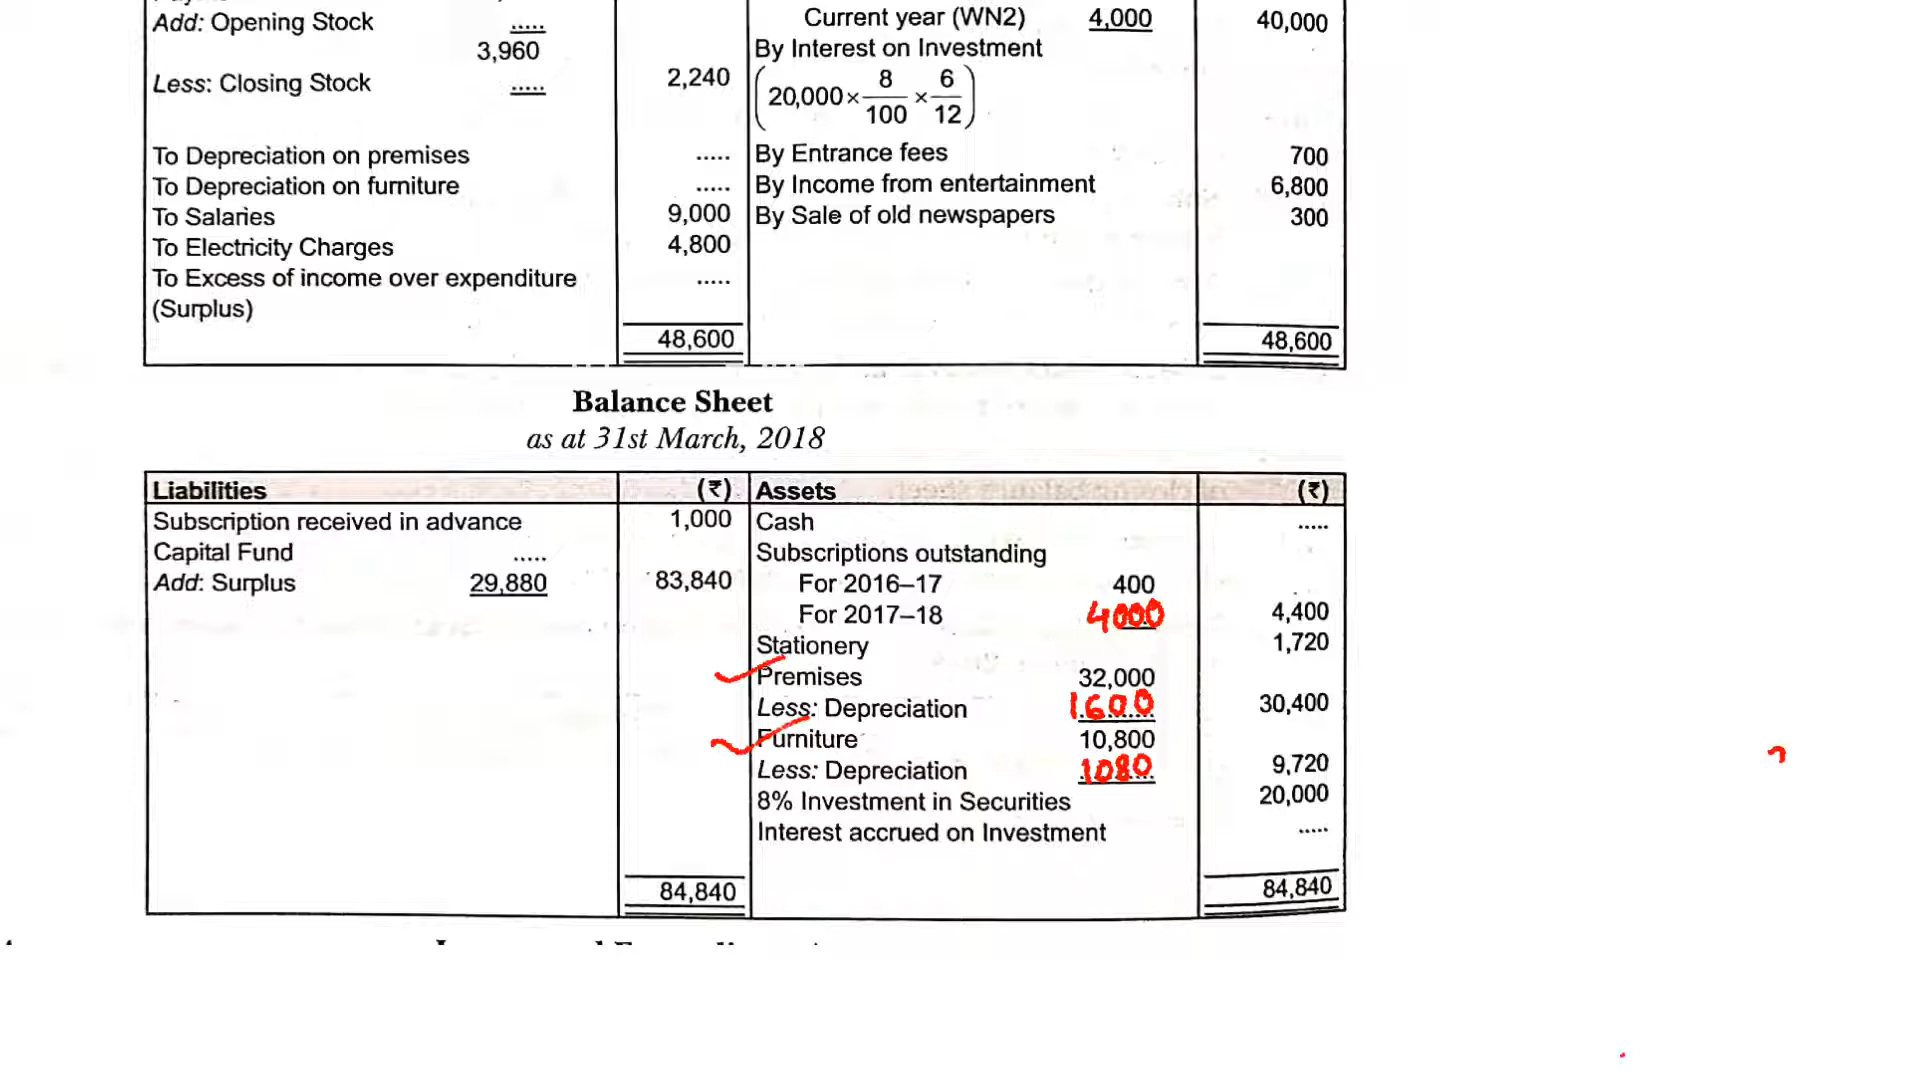 Add: Opening Stock .....
3,960
Less: Closing Stock ..... 2,240
To Depreciation on premises .....
To Depreciation on furniture .....
To Salaries 9,000
To Electricity Charges 4,800
To Excess of income over expenditure .....
(Surplus)
48,600
Current year (WN2) 4,000 40,000
By Interest on Investment
(20,000 × 8/100 × 6/12)
By Entrance fees 700
By Income from entertainment 6,800
By Sale of old newspapers 300
48,600
Balance Sheet
as at 31st March, 2018
Liabilities (₹)
Subscription received in advance 1,000
Capital Fund .....
Add: Surplus 29,880 83,840
84,840
Assets (₹)
Cash .....
Subscriptions outstanding
For 2016–17 400
For 2017–18 4000 4,400
Stationery 1,720
Premises 32,000
Less: Depreciation 1600 30,400
Furniture 10,800
Less: Depreciation 1080 9,720
8% Investment in Securities 20,000
Interest accrued on Investment .....
84,840